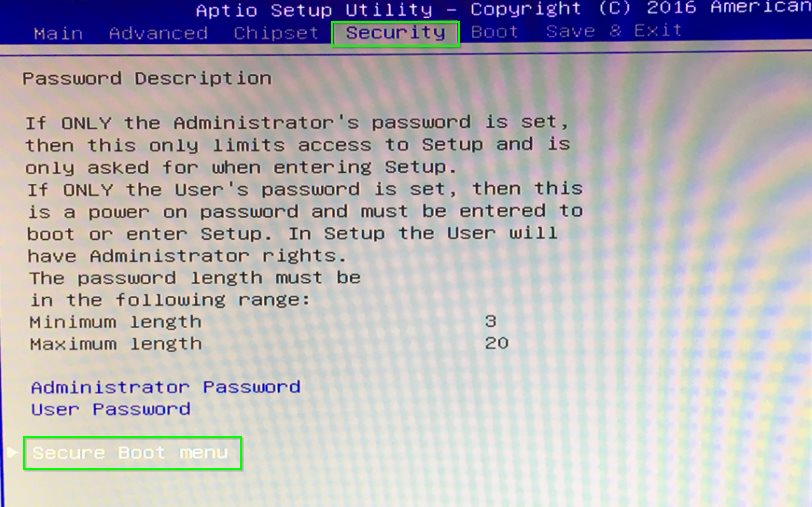 Aptio Setup Utility – Copyright (C) 2016 American
Main Advanced Chipset Security Boot Save & Exit
Password Description
If ONLY the Administrator's password is set,
then this only limits access to Setup and is
only asked for when entering Setup.
If ONLY the User's password is set, then this
is a power on password and must be entered to
boot or enter Setup. In Setup the User will
have Administrator rights.
The password length must be
in the following range:
Minimum length 3
Maximum length 20
Administrator Password
User Password
Secure Boot menu